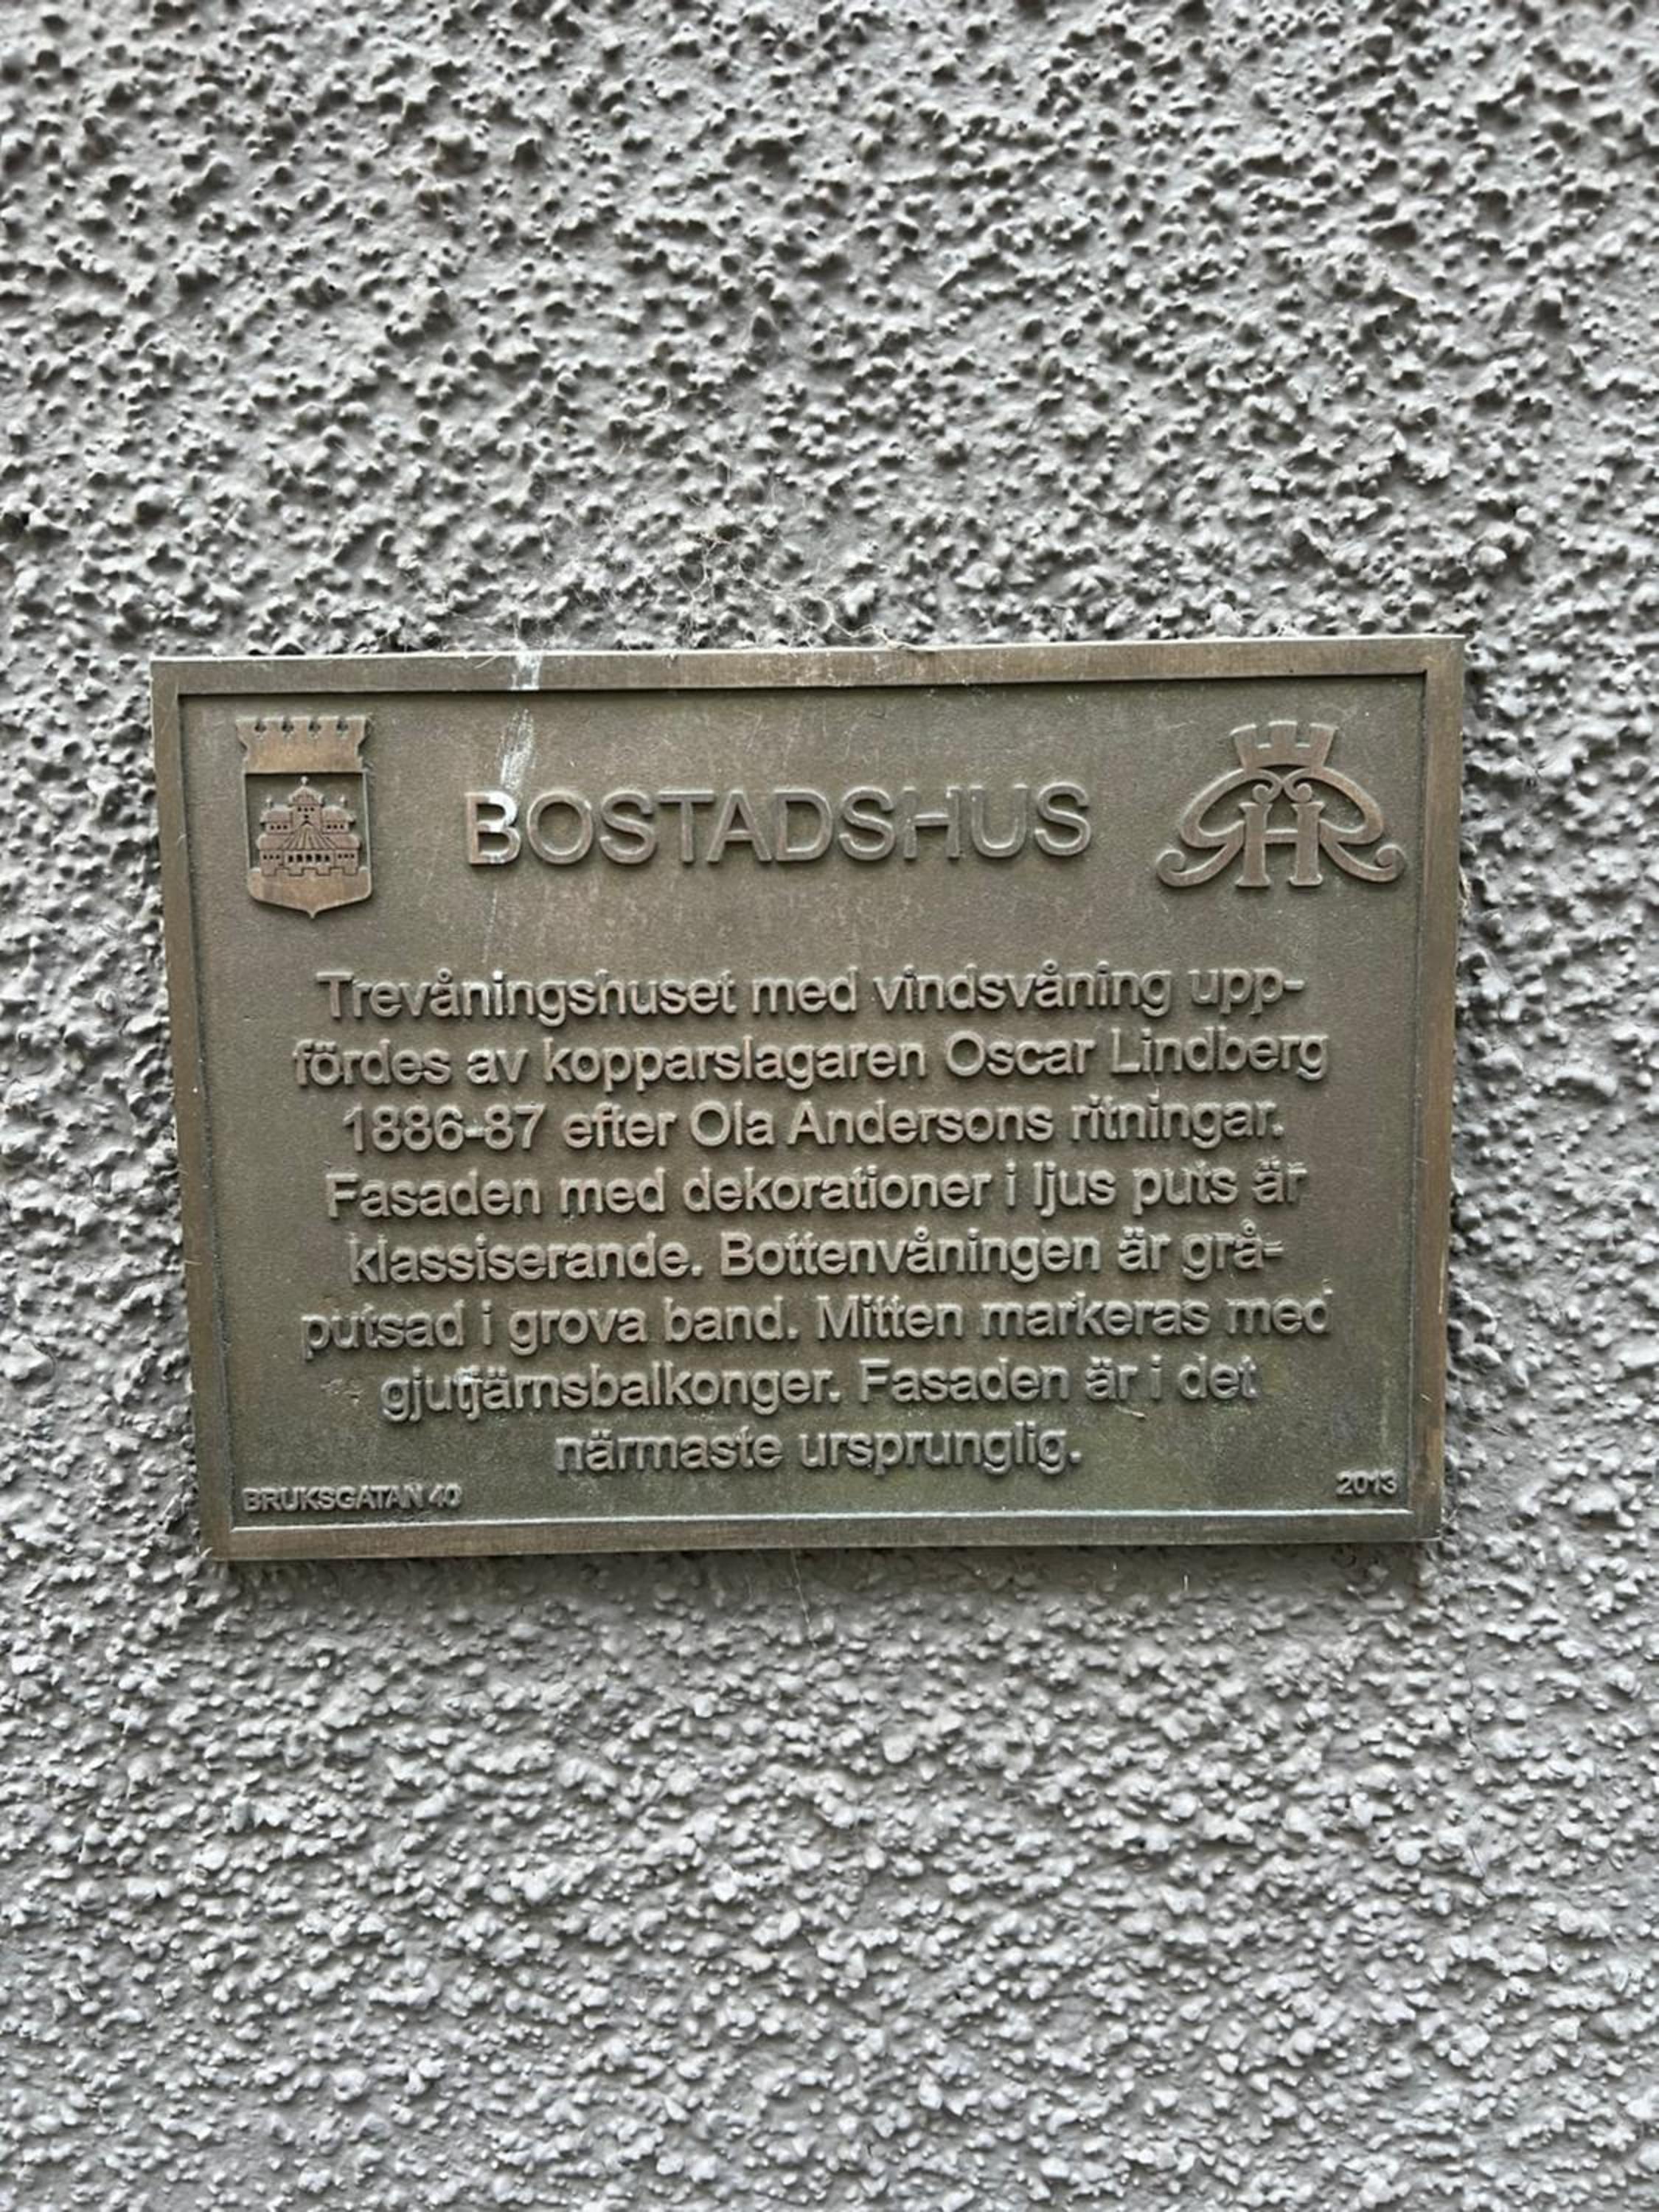 BOSTADSHUS
Trevåningshuset med vindsvåning upp-
fördes av kopparslagaren Oscar Lindberg
1886-87 efter Ola Andersons ritningar.
Fasaden med dekorationer i ljus puts är
klassiserande. Bottenvåningen är grå-
putsad i grova band. Mitten markeras med
gjutjärnsbalkonger. Fasaden är i det
närmaste ursprunglig.
BRUKSGATAN 40
2013